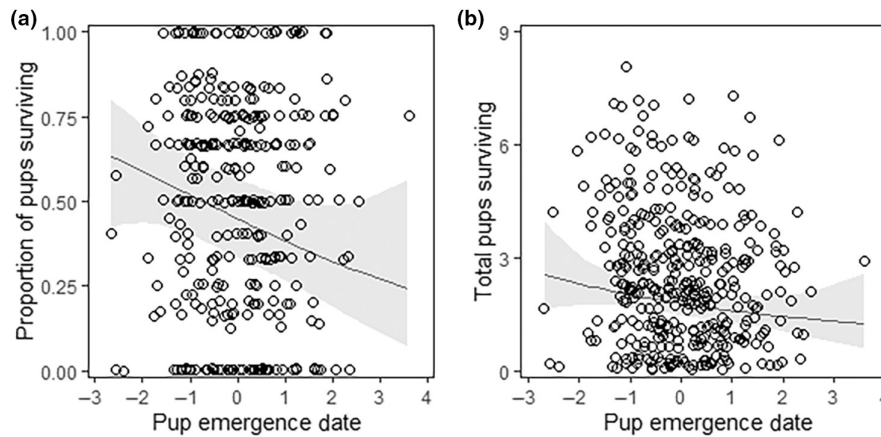 (a)
Proportion of pups surviving
1.00
0.75
0.50
0.25
0.00
−3 −2 −1 0 1 2 3 4
Pup emergence date
(b)
Total pups surviving
9
6
3
0
−3 −2 −1 0 1 2 3
Pup emergence date